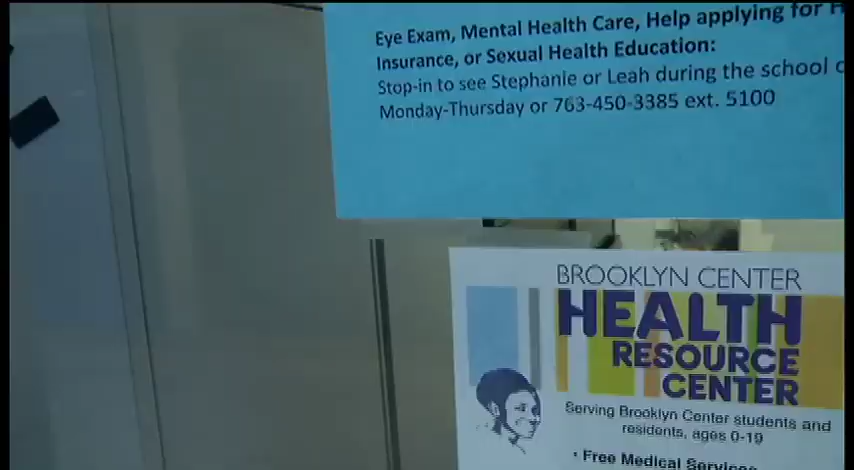 Eye Exam, Mental Health Care, Help applying for
Insurance, or Sexual Health Education:
Stop-in to see Stephanie or Leah during the school
Monday-Thursday or 763-450-3385 ext. 5100
BROOKLYN CENTER
HEALTH
RESOURCE
CENTER
Serving Brooklyn Center students and
residents, ages 0-19
• Free Medical Services